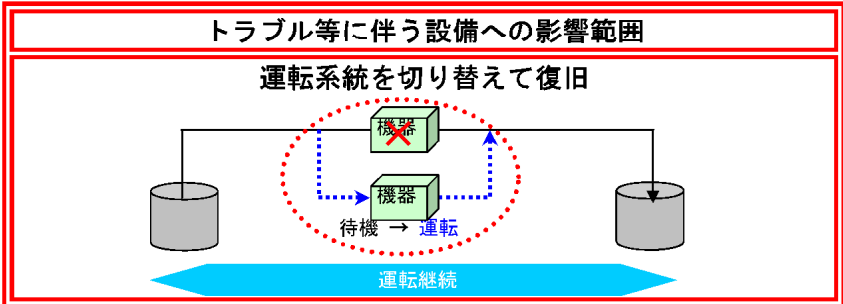 トラブル等に伴う設備への影響範囲
運転系統を切り替えて復旧
機器
機器
待機 → 運転
運転継続